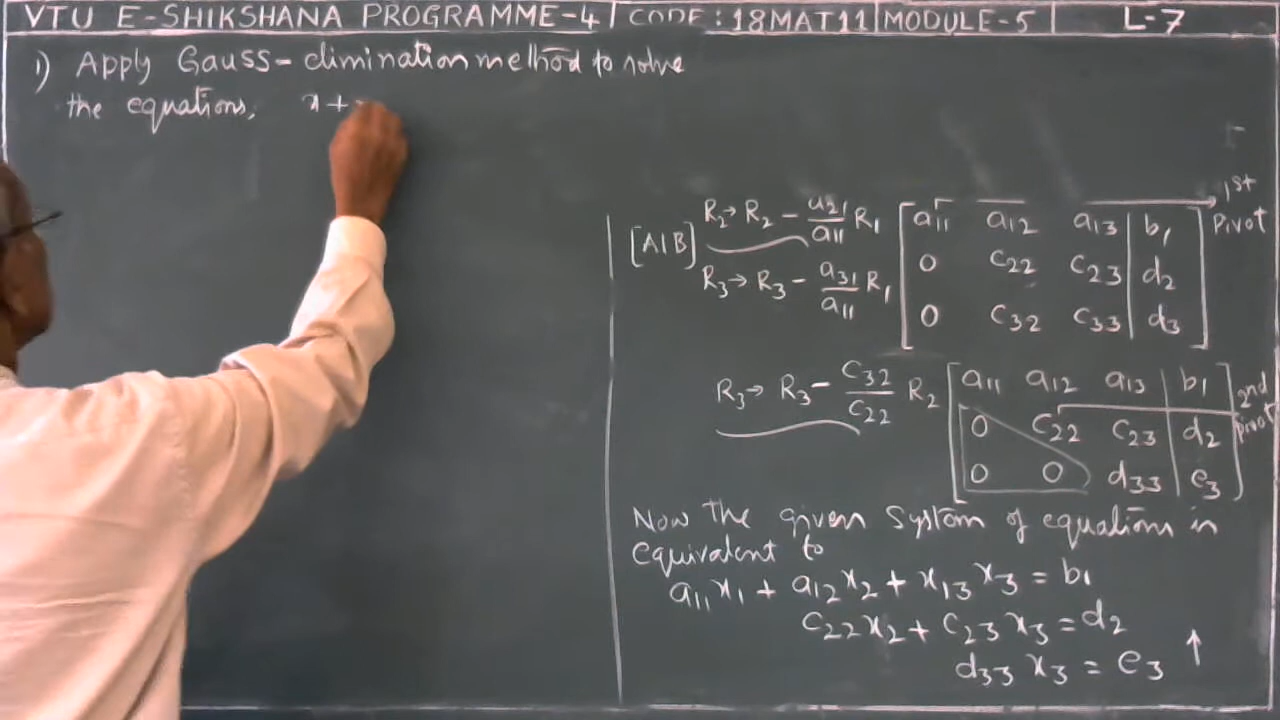 VTU E-SHIKSHANA PROGRAMME-4 | CODE: 18MAT11 | MODULE-5 | L-7
1) Apply Gauss-elimination method to solve
the equations, x+
[A|B] R2→R2 - a21/a11 R1 [ a11 a12 a13 | b1 ] 1st Pivot
R3→R3 - a31/a11 R1 0 c22 c23 | d2
0 c32 c33 | d3
R3→R3 - c32/c22 R2 [ a11 a12 a13 | b1 ] 2nd pivot
0 c22 c23 | d2
0 0 d33 | e3
Now the given system of equations is
equivalent to
a11x1 + a12x2 + x13x3 = b1
c22x2 + c23x3 = d2
d33x3 = e3 ↑